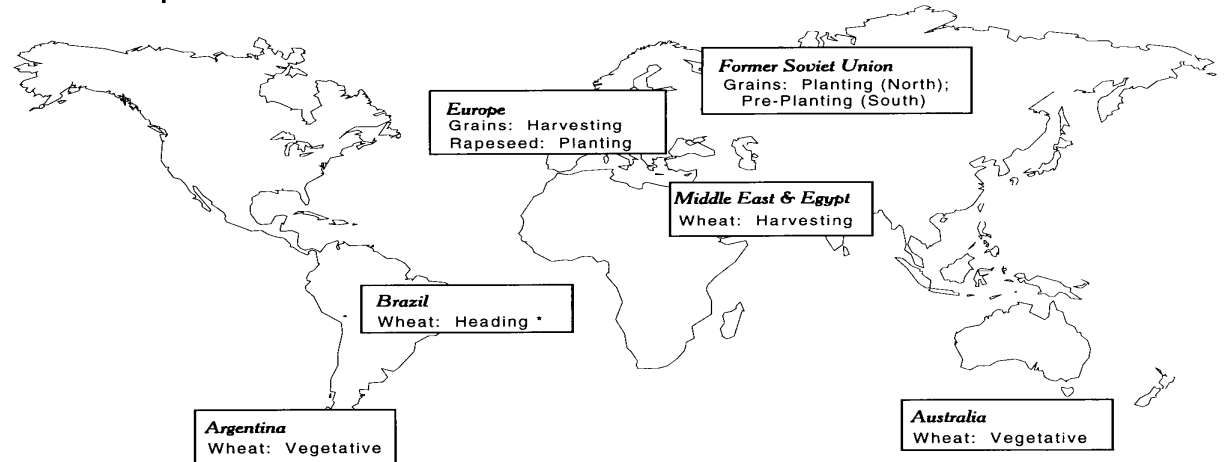 Former Soviet Union
Grains: Planting (North);
Pre-Planting (South)
Europe
Grains: Harvesting
Rapeseed: Planting
Middle East & Egypt
Wheat: Harvesting
Brazil
Wheat: Heading *
Argentina
Wheat: Vegetative
Australia
Wheat: Vegetative